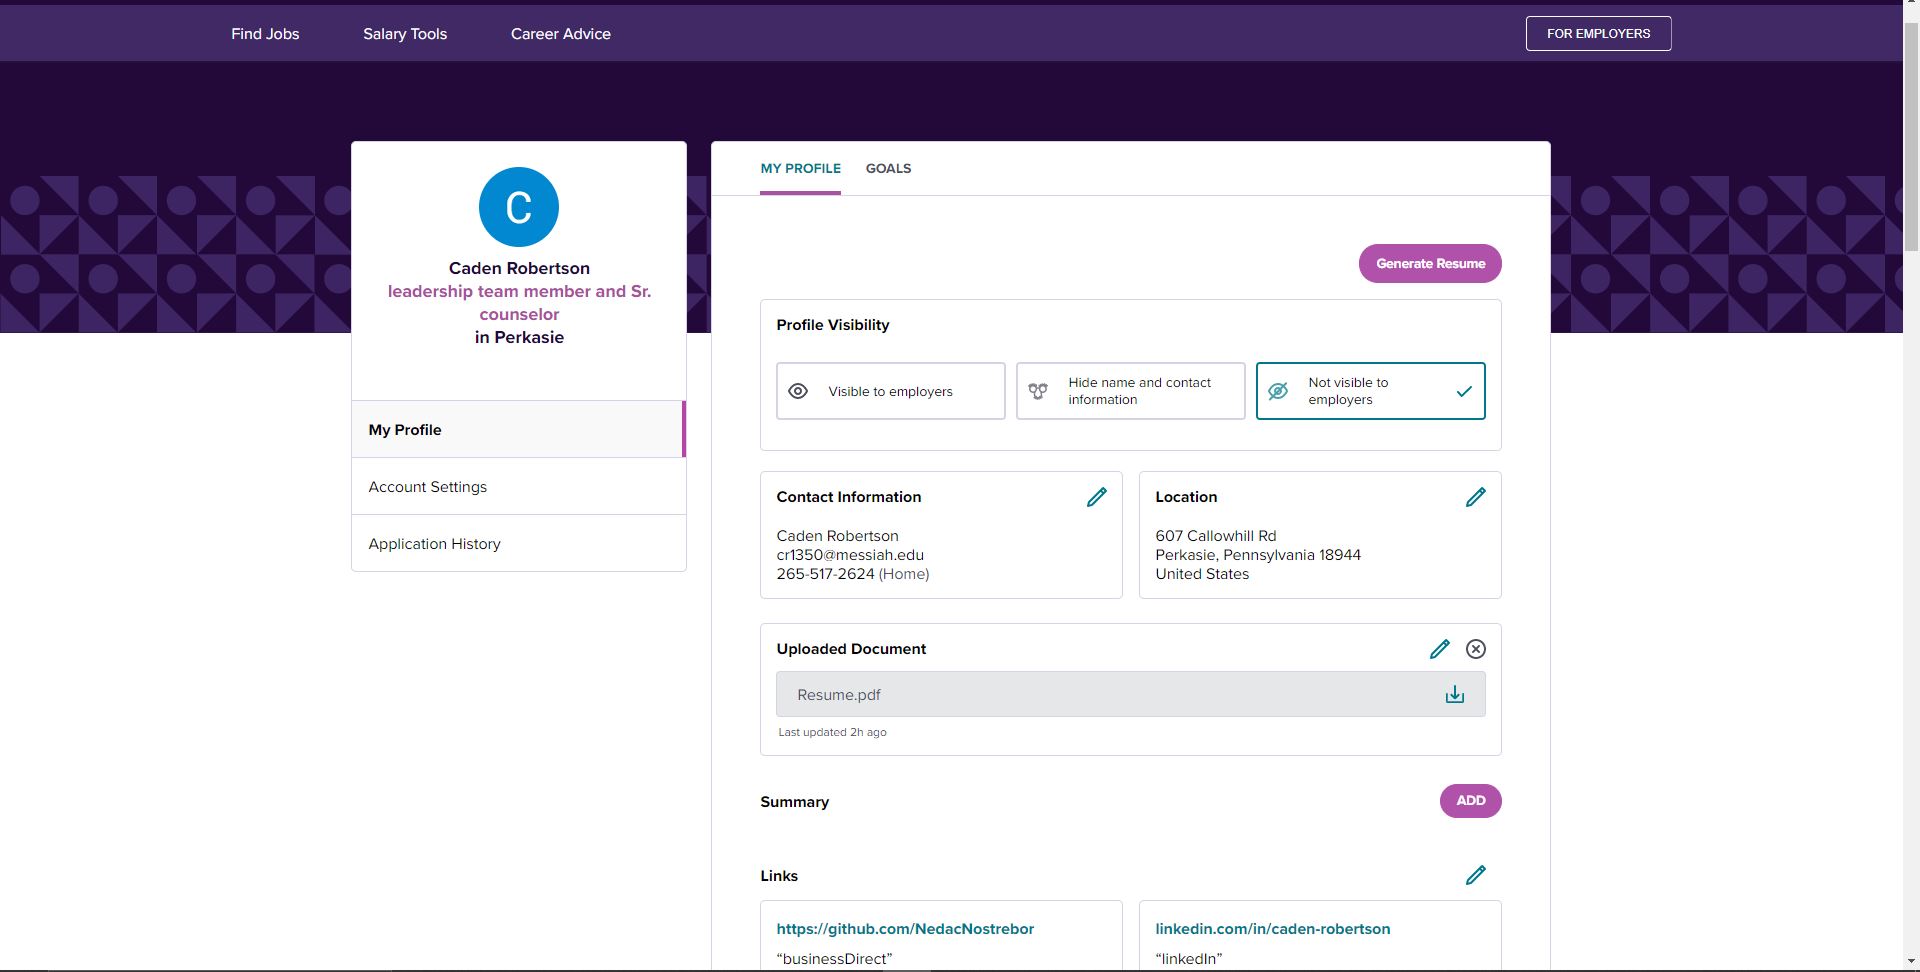 Find Jobs
Salary Tools
Career Advice
FOR EMPLOYERS
C
Caden Robertson
leadership team member and Sr.
counselor
in Perkasie
My Profile
Account Settings
Application History
MY PROFILE
GOALS
Generate Resume
Profile Visibility
Visible to employers
Hide name and contact
information
Not visible to
employers
Contact Information
Caden Robertson
cr1350@messiah.edu
265-517-2624 (Home)
Location
607 Callowhill Rd
Perkasie, Pennsylvania 18944
United States
Uploaded Document
Resume.pdf
Last updated 2h ago
Summary
ADD
Links
https://github.com/NedacNostrebor
“businessDirect”
linkedin.com/in/caden-robertson
“linkedIn”